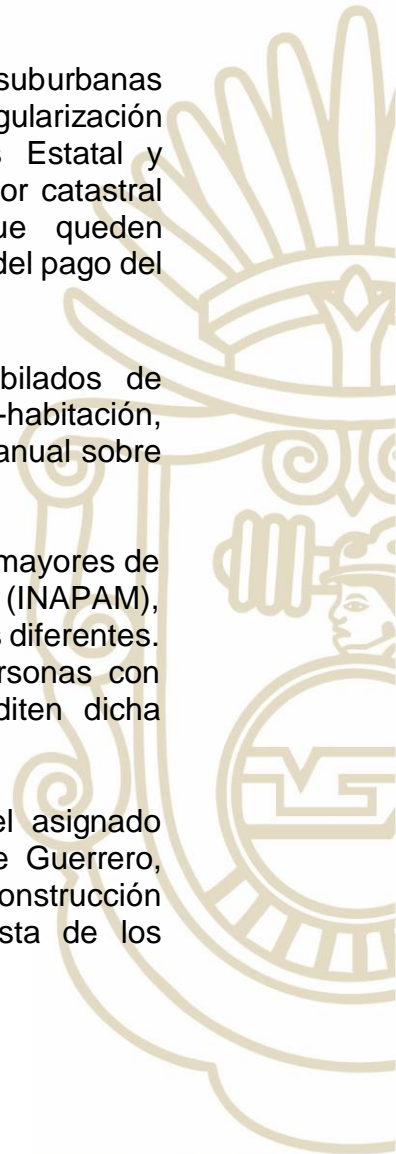 suburbanas
gularización
s Estatal y
or catastral
ue queden
del pago del
bilados de
-habitación,
anual sobre
mayores de
(INAPAM),
s diferentes.
ersonas con
diten dicha
el asignado
e Guerrero,
onstrucción
sta de los